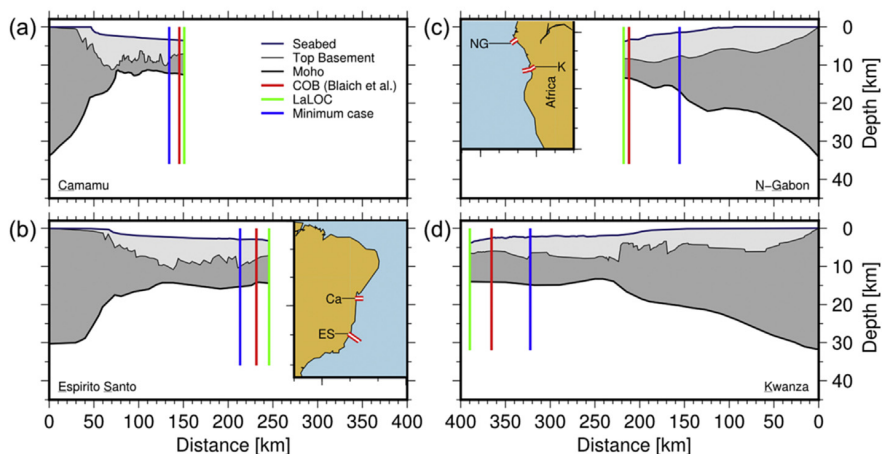 (a)
Seabed
Top Basement
Moho
COB (Blaich et al.)
LaLOC
Minimum case
Camamu
(c)
NG
K
Africa
0
10
20
30
40
Depth [km]
N-Gabon
(b)
Ca
ES
Espirito Santo
0 50 100 150 200 250 300 350 400
Distance [km]
(d)
0
10
20
30
40
Depth [km]
Kwanza
400 350 300 250 200 150 100 50 0
Distance [km]